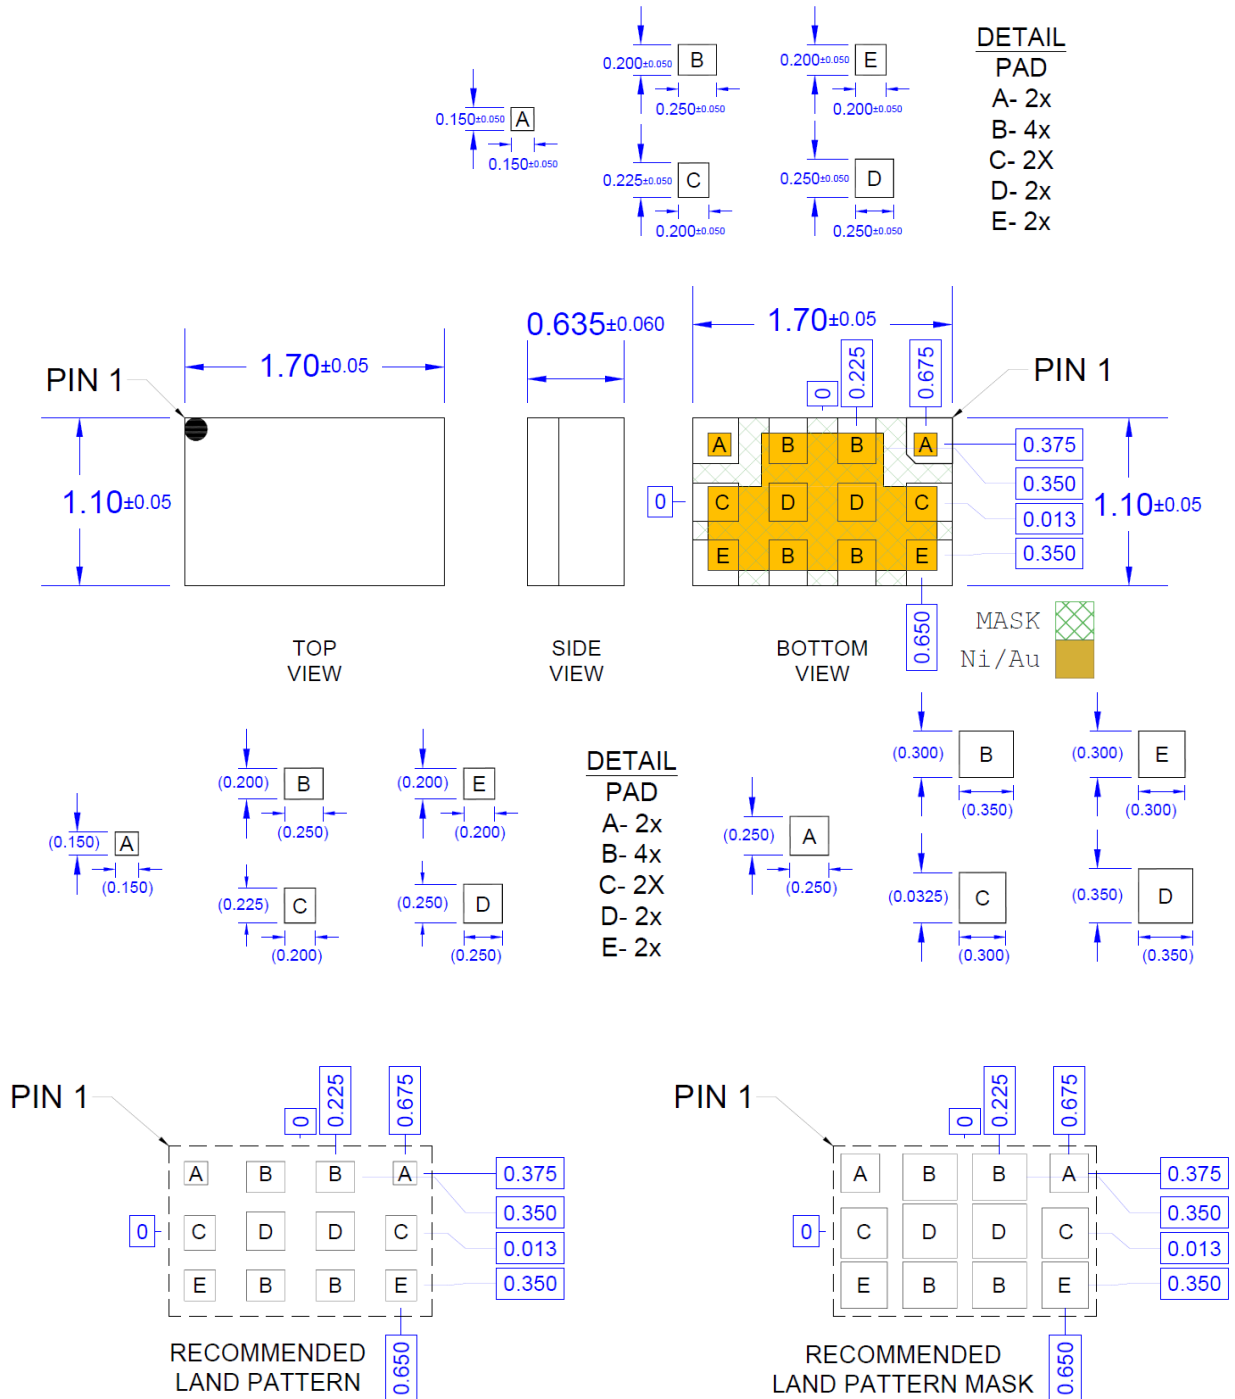 DETAIL
PAD
A- 2x
B- 4x
C- 2X
D- 2x
E- 2x
0.200±0.050
B
0.250±0.050
0.200±0.050
E
0.200±0.050
0.150±0.050
A
0.150±0.050
0.225±0.050
C
0.200±0.050
0.250±0.050
D
0.250±0.050
PIN 1
1.70±0.05
1.10±0.05
TOP
VIEW
0.635±0.060
SIDE
VIEW
1.70±0.05
0
0.225
0.675
PIN 1
A B B A
C D D C
E B B E
0
0.375
0.350
0.013
0.350
1.10±0.05
0.650
BOTTOM
VIEW
MASK
Ni/Au
(0.200)
B
(0.250)
(0.200)
E
(0.200)
(0.150)
A
(0.150)
(0.225)
C
(0.200)
(0.250)
D
(0.250)
DETAIL
PAD
A- 2x
B- 4x
C- 2X
D- 2x
E- 2x
(0.300)
B
(0.350)
(0.300)
E
(0.300)
(0.250)
A
(0.250)
(0.0325)
C
(0.300)
(0.350)
D
(0.350)
PIN 1
0
0.225
0.675
A B B A
C D D C
E B B E
0
0.375
0.350
0.013
0.350
0.650
RECOMMENDED
LAND PATTERN
PIN 1
0
0.225
0.675
A B B A
C D D C
E B B E
0
0.375
0.350
0.013
0.350
0.650
RECOMMENDED
LAND PATTERN MASK